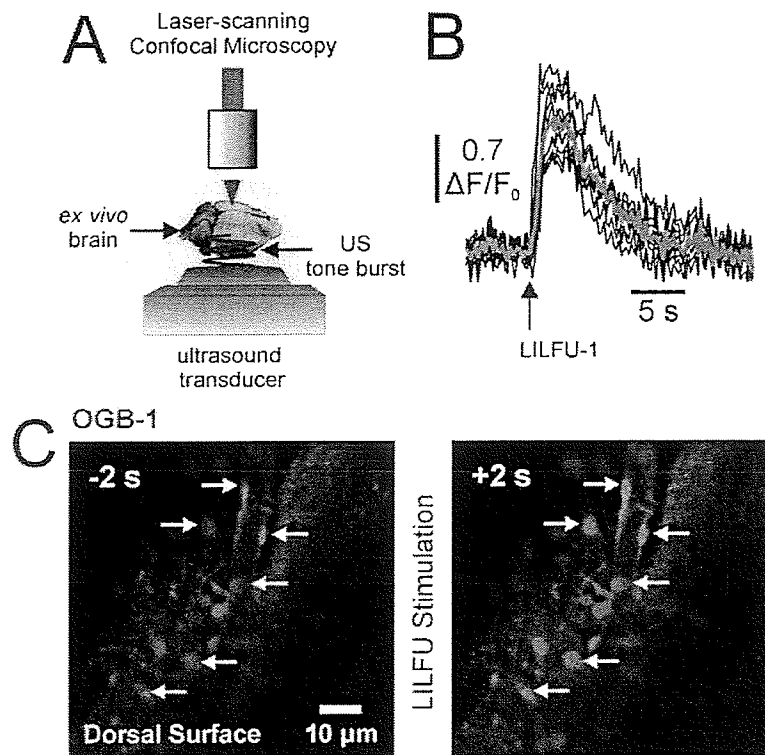 A
Laser-scanning
Confocal Microscopy
ex vivo
brain
US
tone burst
ultrasound
transducer
B
0.7
ΔF/F₀
5 s
LILFU-1
C
OGB-1
-2 s
Dorsal Surface
10 µm
LILFU Stimulation
+2 s